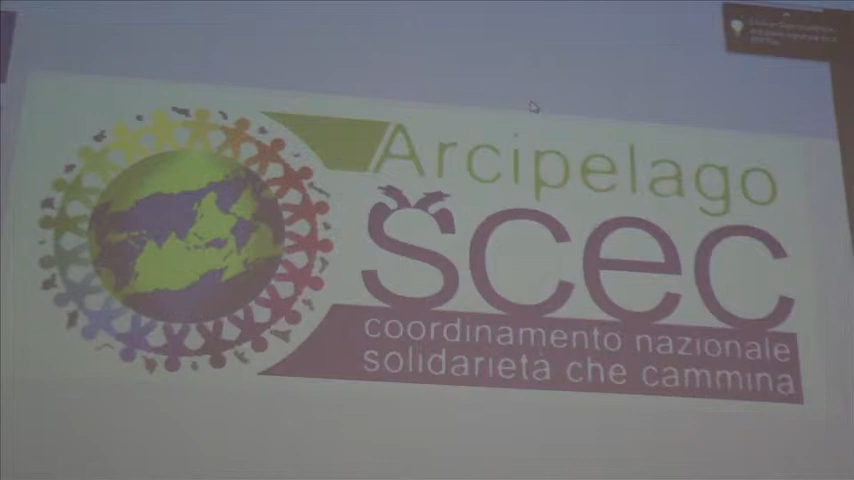 Arcipelago
šcec
coordinamento nazionale
solidarietà che cammina